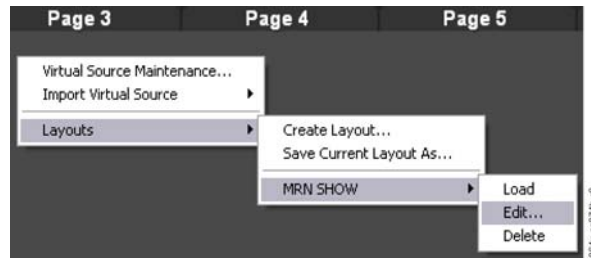 Page 3 Page 4 Page 5
Virtual Source Maintenance...
Import Virtual Source
Layouts
Create Layout...
Save Current Layout As...
MRN SHOW
Load
Edit...
Delete